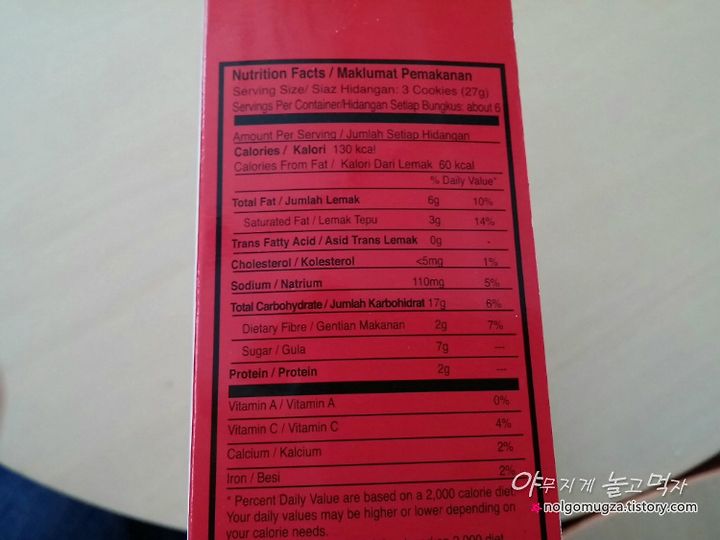 Nutrition Facts / Maklumat Pemakanan
Serving Size/ Siaz Hidangan: 3 Cookies (27g)
Servings Per Container/Hidangan Setiap Bungkus: about 6
Amount Per Serving / Jumlah Setiap Hidangan
Calories / Kalori 130 kcal
Calories From Fat / Kalori Dari Lemak 60 kcal
% Daily Value*
Total Fat / Jumlah Lemak 6g 10%
Saturated Fat / Lemak Tepu 3g 14%
Trans Fatty Acid / Asid Trans Lemak 0g -
Cholesterol / Kolesterol <5mg 1%
Sodium / Natrium 110mg 5%
Total Carbohydrate / Jumlah Karbohidrat 17g 6%
Dietary Fibre / Gentian Makanan 2g 7%
Sugar / Gula 7g ---
Protein / Protein 2g ---
Vitamin A / Vitamin A 0%
Vitamin C / Vitamin C 4%
Calcium / Kalcium 2%
Iron / Besi 2%
* Percent Daily Value are based on a 2,000 calorie diet.
Your daily values may be higher or lower depending on
your calorie needs.
2,000 diet
야무지게 놀고먹자
nolgomugza.tistory.com